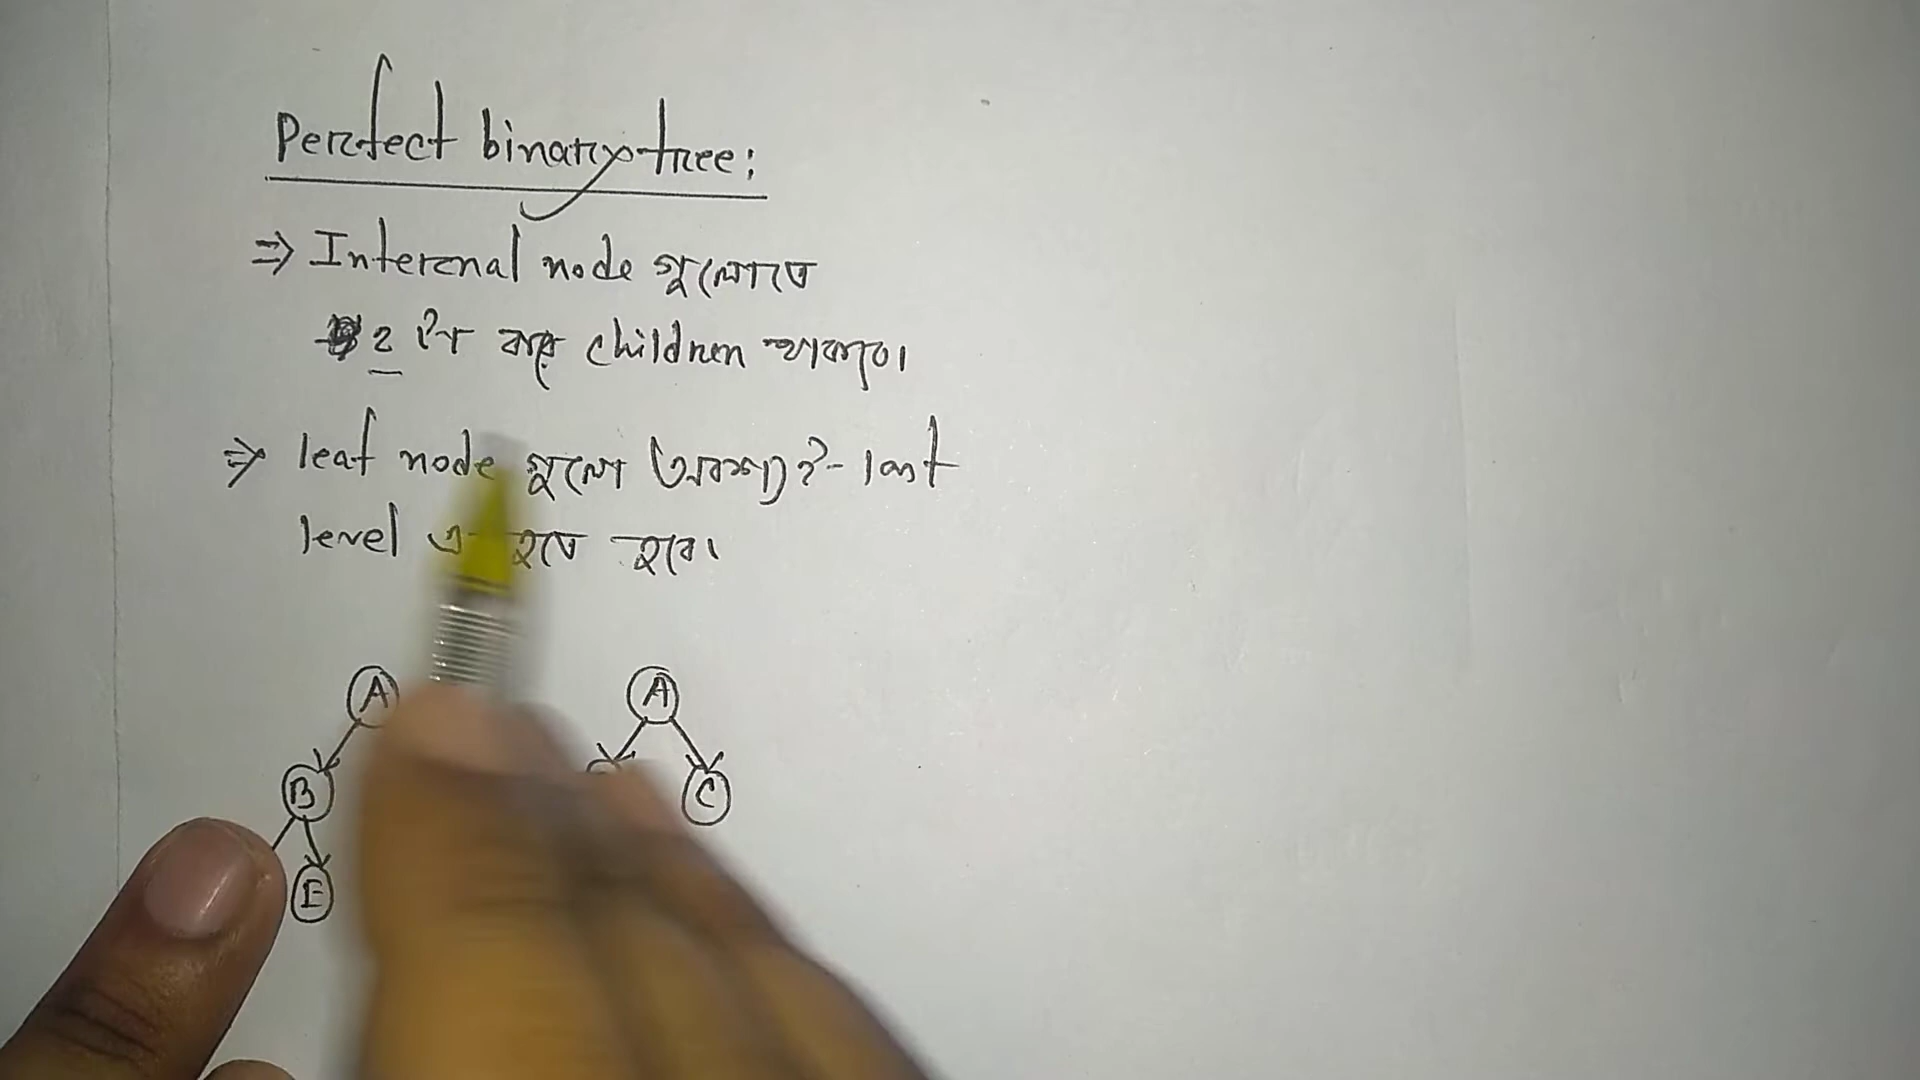 Perfect binary tree:
⇒ Internal node গুলোতে
2 টি করে children থাকবে।
⇒ leaf node গুলো অবশ্যই last
level এ হতে হবে।
A A
B C
E